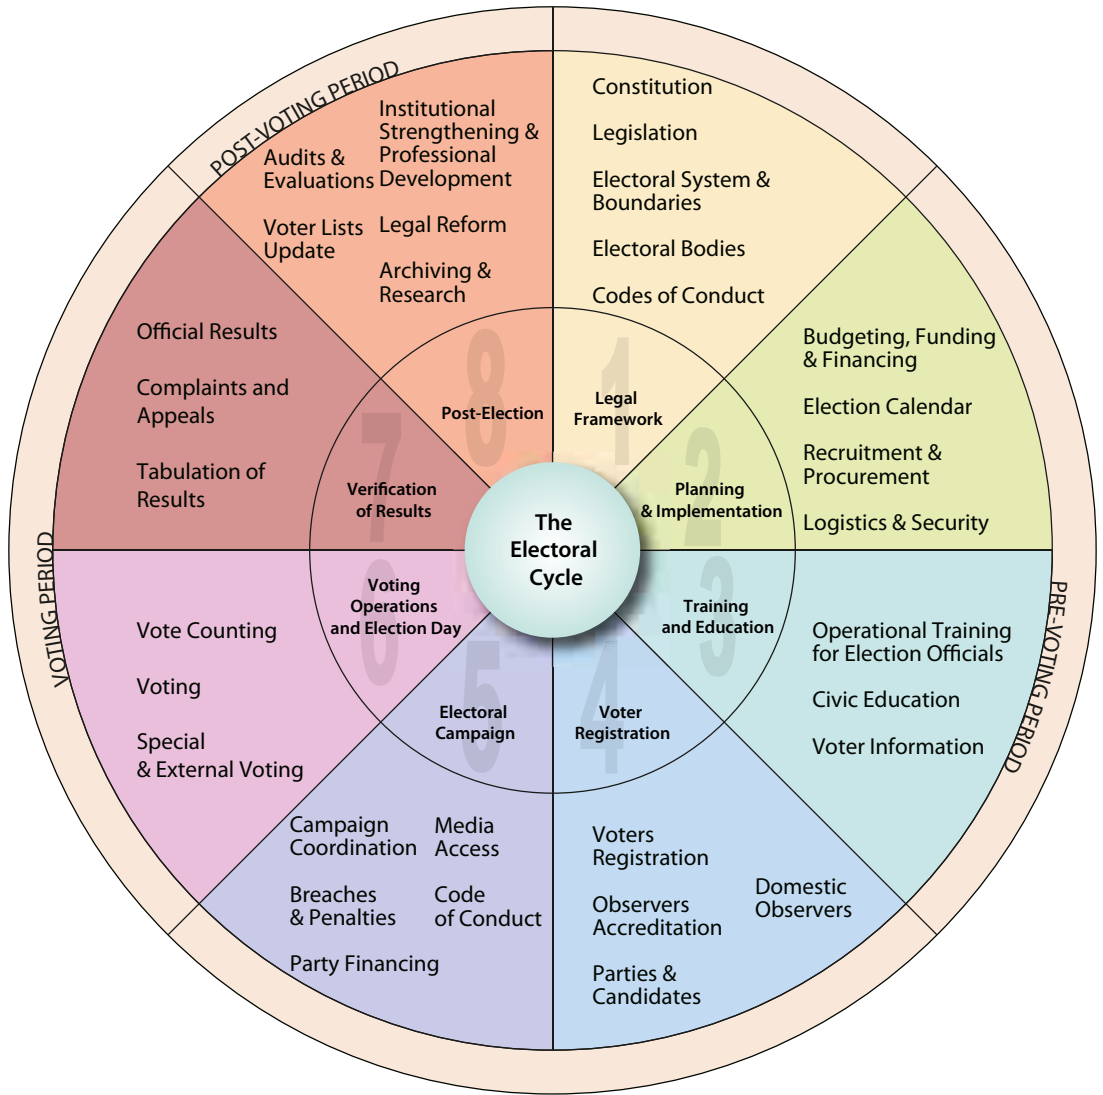 The
Electoral
Cycle
PRE-VOTING PERIOD
VOTING PERIOD
POST-VOTING PERIOD
1
Legal
Framework
Constitution
Legislation
Electoral System &
Boundaries
Electoral Bodies
Codes of Conduct
2
Planning
& Implementation
Budgeting, Funding
& Financing
Election Calendar
Recruitment &
Procurement
Logistics & Security
3
Training
and Education
Operational Training
for Election Officials
Civic Education
Voter Information
4
Voter
Registration
Voters
Registration
Observers
Accreditation
Parties &
Candidates
Domestic
Observers
5
Electoral
Campaign
Campaign
Coordination
Breaches
& Penalties
Party Financing
Media
Access
Code
of Conduct
6
Voting
Operations
and Election Day
Vote Counting
Voting
Special
& External Voting
7
Verification
of Results
Official Results
Complaints and
Appeals
Tabulation of
Results
8
Post-Election
Audits &
Evaluations
Voter Lists
Update
Institutional
Strengthening &
Professional
Development
Legal Reform
Archiving &
Research